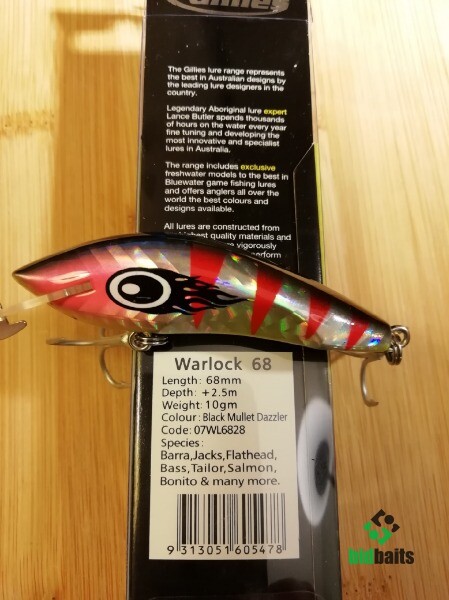 Gillies
The Gillies lure range represents
the best in Australian designs by
the leading lure designers in the
country.
Legendary Aboriginal lure expert
Lance Butler spends thousands
of hours on the water every year
fine tuning and developing the
most innovative and specialist
lures in Australia.
The range includes exclusive
freshwater models to the best in
Bluewater game fishing lures
and offers anglers all over the
world the best colours and
designs available.
All lures are constructed from
highest quality materials and
vigorously
perform
Warlock 68
Length: 68mm
Depth: +2.5m
Weight: 10gm
Colour: Black Mullet Dazzler
Code: 07WL6828
Species:
Barra,Jacks,Flathead,
Bass,Tailor,Salmon,
Bonito & many more.
9 313051 605478
bidbaits